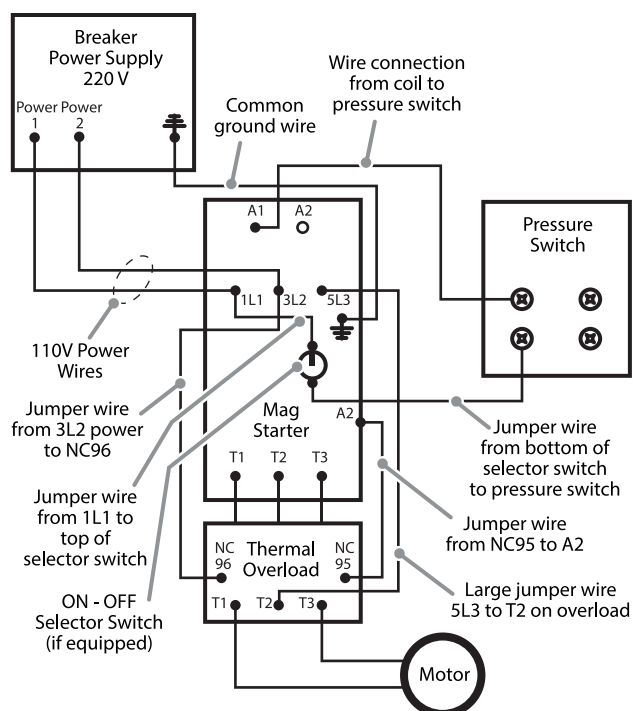 Breaker
Power Supply
220 V
Power Power
1 2
Common
ground wire
Wire connection
from coil to
pressure switch
A1 A2
Pressure
Switch
1L1 3L2 5L3
110V Power
Wires
Jumper wire
from 3L2 power
to NC96
Mag
Starter
A2
Jumper wire
from bottom of
selector switch
to pressure switch
T1 T2 T3
Jumper wire
from 1L1 to
top of
selector switch
Jumper wire
from NC95 to A2
NC
96
Thermal
Overload
NC
95
T1 T2 T3
ON - OFF
Selector Switch
(if equipped)
Large jumper wire
5L3 to T2 on overload
Motor